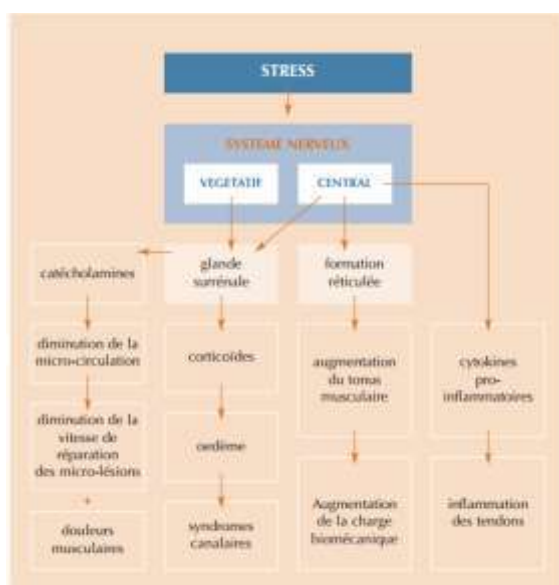 STRESS
SYSTEME NERVEUX
VEGETATIF
CENTRAL
catécholamines
glande
surrénale
formation
réticulée
diminution de la
micro-circulation
corticoïdes
augmentation
du tonus
musculaire
cytokines
pro-
inflammatoires
diminution de la
vitesse de
réparation
des micro-lésions
+
douleurs
musculaires
oedème
syndromes
canalaires
Augmentation
de la charge
biomécanique
inflammation
des tendons